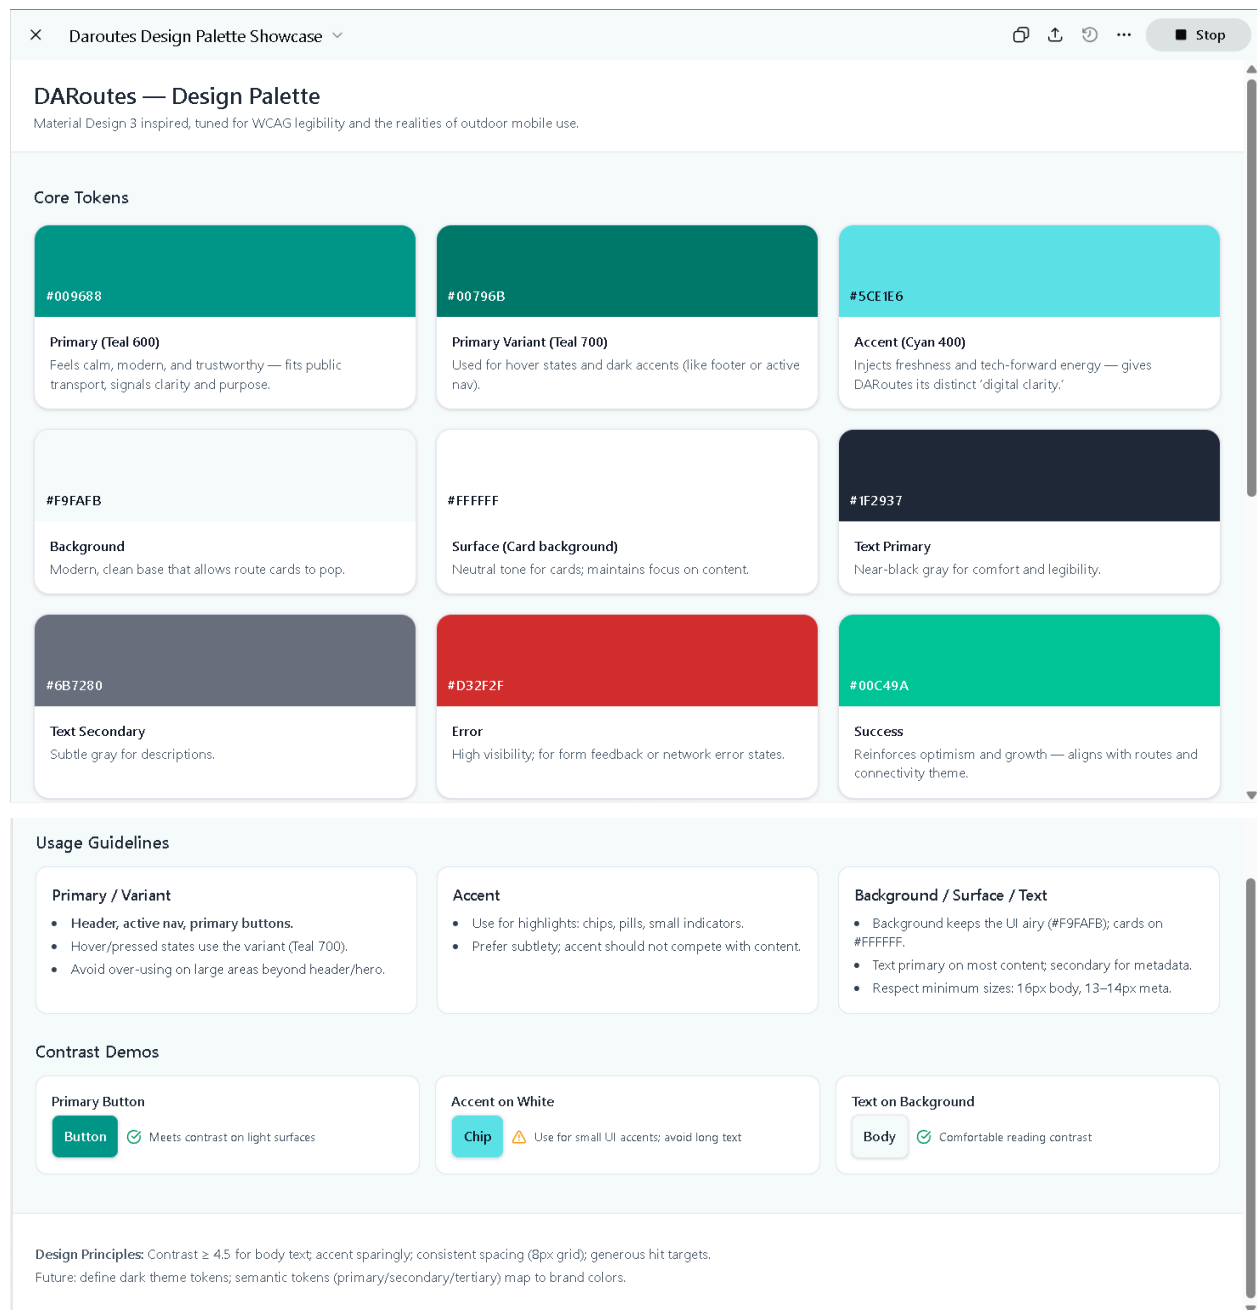 Daroutes Design Palette Showcase
Stop
DARoutes — Design Palette
Material Design 3 inspired, tuned for WCAG legibility and the realities of outdoor mobile use.
Core Tokens
#009688
Primary (Teal 600)
Feels calm, modern, and trustworthy — fits public
transport, signals clarity and purpose.
#00796B
Primary Variant (Teal 700)
Used for hover states and dark accents (like footer or active
nav).
#5CE1E6
Accent (Cyan 400)
Injects freshness and tech-forward energy — gives
DARoutes its distinct ‘digital clarity.’
#F9FAFB
Background
Modern, clean base that allows route cards to pop.
#FFFFFF
Surface (Card background)
Neutral tone for cards; maintains focus on content.
#1F2937
Text Primary
Near-black gray for comfort and legibility.
#6B7280
Text Secondary
Subtle gray for descriptions.
#D32F2F
Error
High visibility; for form feedback or network error states.
#00C49A
Success
Reinforces optimism and growth — aligns with routes and
connectivity theme.
Usage Guidelines
Primary / Variant
• Header, active nav, primary buttons.
• Hover/pressed states use the variant (Teal 700).
• Avoid over-using on large areas beyond header/hero.
Accent
• Use for highlights: chips, pills, small indicators.
• Prefer subtlety; accent should not compete with content.
Background / Surface / Text
• Background keeps the UI airy (#F9FAFB); cards on
#FFFFFF.
• Text primary on most content; secondary for metadata.
• Respect minimum sizes: 16px body, 13–14px meta.
Contrast Demos
Primary Button
Button
Meets contrast on light surfaces
Accent on White
Chip
Use for small UI accents; avoid long text
Text on Background
Body
Comfortable reading contrast
Design Principles: Contrast ≥ 4.5 for body text; accent sparingly; consistent spacing (8px grid); generous hit targets.
Future: define dark theme tokens; semantic tokens (primary/secondary/tertiary) map to brand colors.